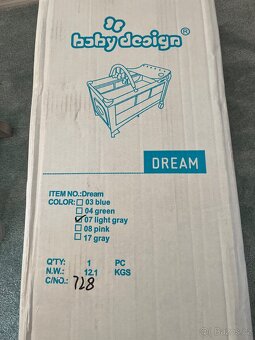 baby design®
DREAM
ITEM NO.:Dream
COLOR: 03 blue
04 green
07 light gray
08 pink
17 gray
Q'TY: 1 PC
N.W.: 12.1 KGS
C/NO.: 728